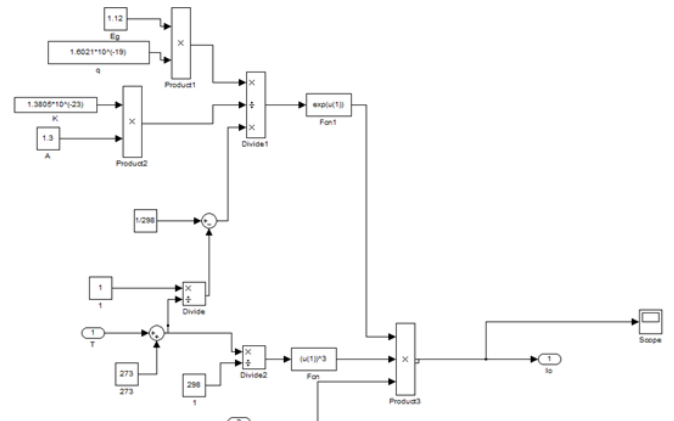 1.12
Eg
1.6021*10^(-19)
q
×
Product1
1.3805*10^(-23)
K
1.3
A
×
Product2
×
÷
×
Divide1
exp(u(1))
Fcn1
1/298
+
−
1
1
×
÷
Divide
1
T
+
+
273
273
298
1
×
÷
Divide2
(u(1))^3
Fcn
×
Product3
Scope
1
Io